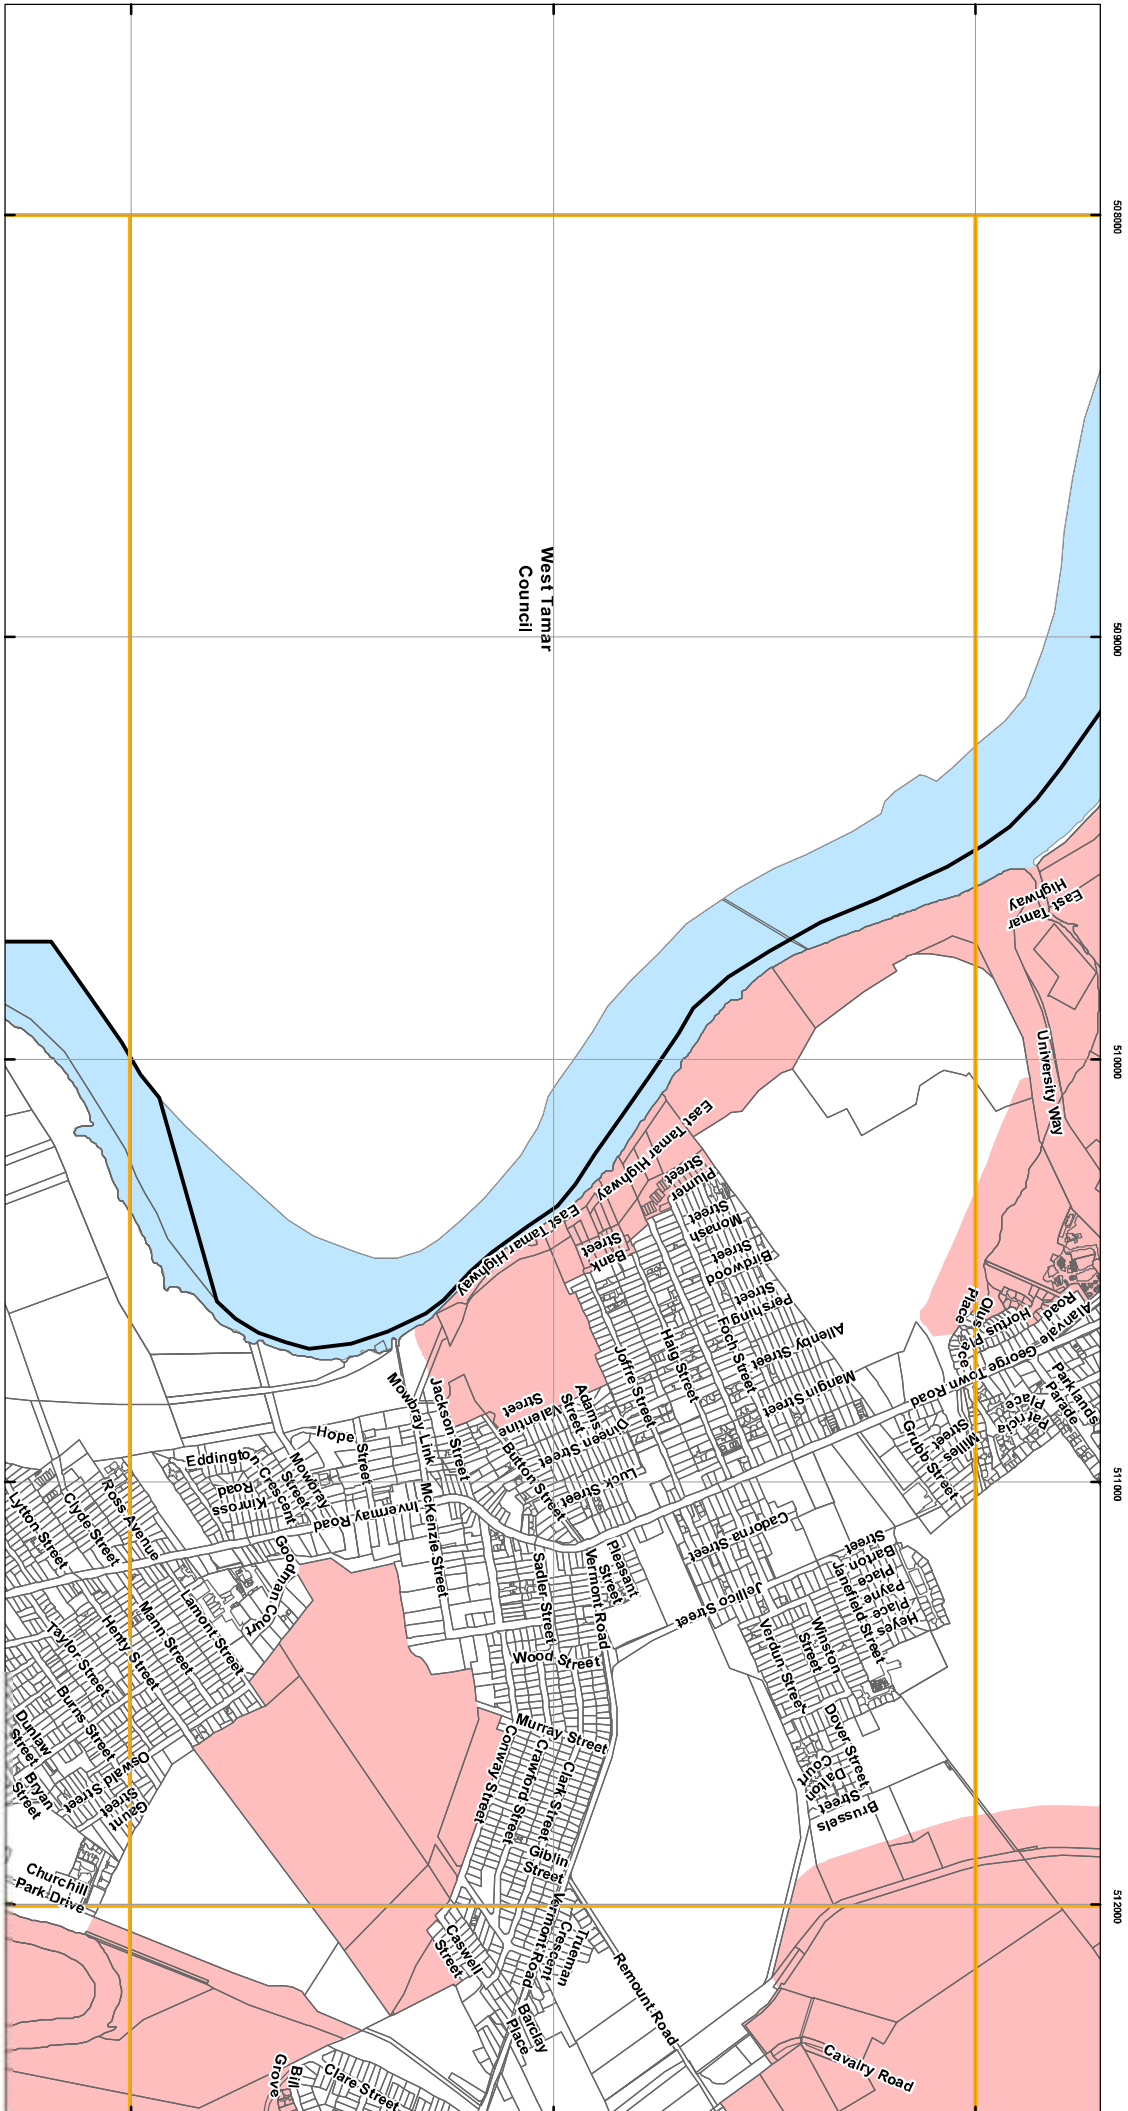 508000
509000
510000
511000
512000
West Tamar
Council
East Tamar
Highway
University Way
East Tamar Highway
East Tamar Highway
Plumer
Street
Monash
Street
Birdwood
Street
Pershing
Street
Allenby Street
Mangin Street
Foch Street
Haig Street
Joffre Street
Bank
Street
Olus
Place
Hortus Place
Alanvale
Road
George Town Road
Parklands
Parade
Patricia
Place
Miles
Street
Grubb Street
Adams
Street
Valentine
Street
Dineen Street
Luck Street
Button Street
Jackson Street
Mowbray Link
McKenzie Street
Invermay Road
Hope Street
Mowbray
Street
Eddington Crescent
Kinross
Road
Goodman Court
Ross Avenue
Clyde Street
Lytton Street
Lamont Street
Mann Street
Henty Street
Taylor Street
Burns Street
Dunlaw
Street
Bryan
Street
Oswald Street
Gaunt
Street
Churchill
Park Drive
Cadorna Street
Jellico Street
Pleasant
Street
Vermont Road
Sadler Street
Wood Street
Murray Street
Conway Street
Crawford Street
Clark Street
Giblin
Street
Barton
Street
Payne
Place
Heyes
Place
Janefield Street
Winston
Street
Verdun Street
Dover Street
Dalton
Court
Brussels
Street
Vermont Road
Trueman
Crescent
Caswell
Street
Barclay
Place
Remount Road
Cavalry Road
Clare Street
Bill
Grove